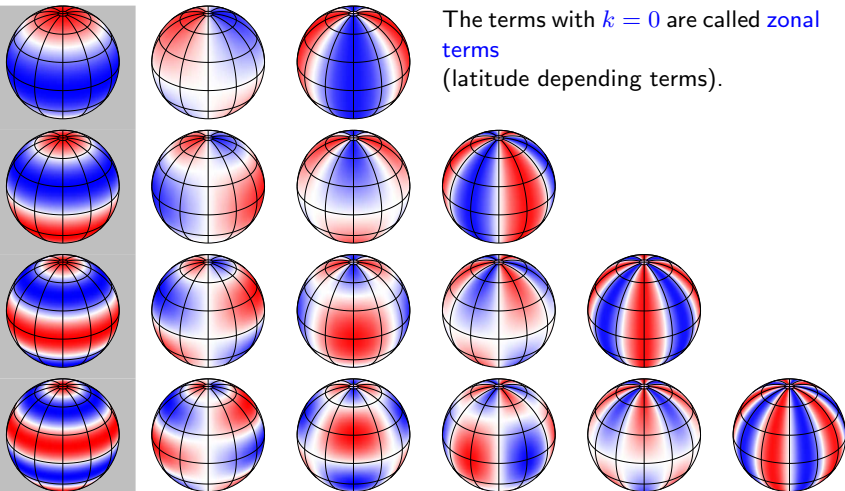 The terms with k = 0 are called zonal
terms
(latitude depending terms).